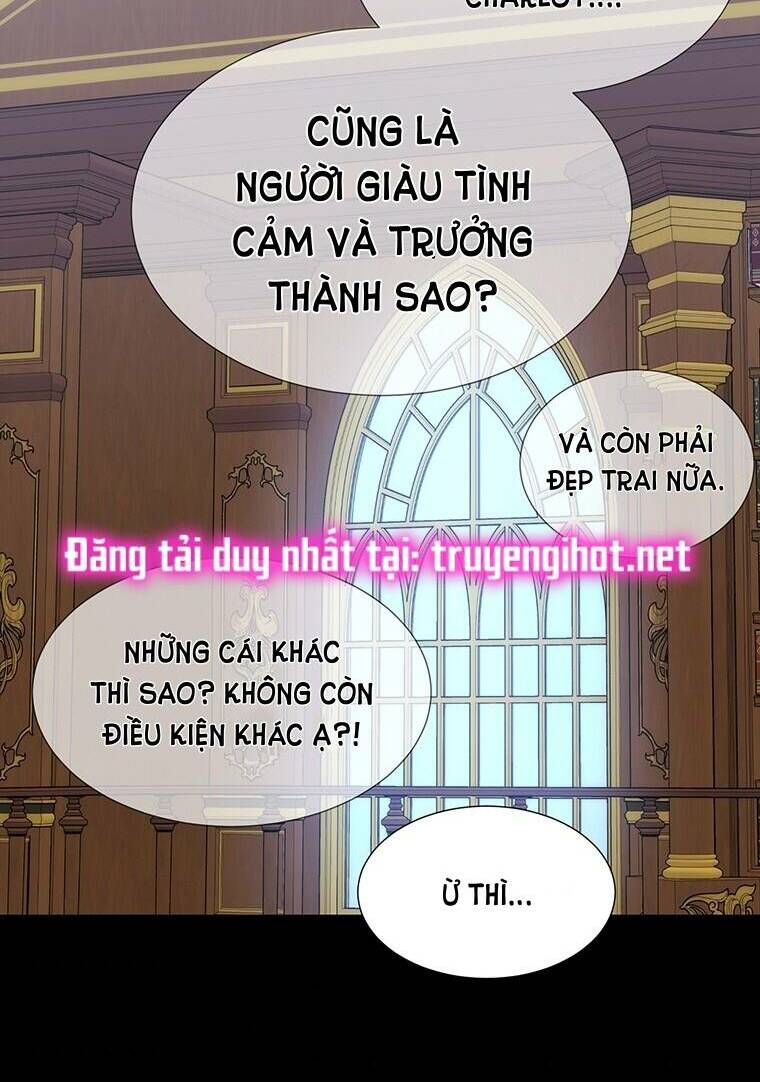 CHARLOT....
CŨNG LÀ
NGƯỜI GIÀU TÌNH
CẢM VÀ TRƯỞNG
THÀNH SAO?
VÀ CÒN PHẢI
ĐẸP TRAI NỮA.
Đăng tải duy nhất tại: truyengihot.net
NHỮNG CÁI KHÁC
THÌ SAO? KHÔNG CÒN
ĐIỀU KIỆN KHÁC Ạ?!
Ừ THÌ...